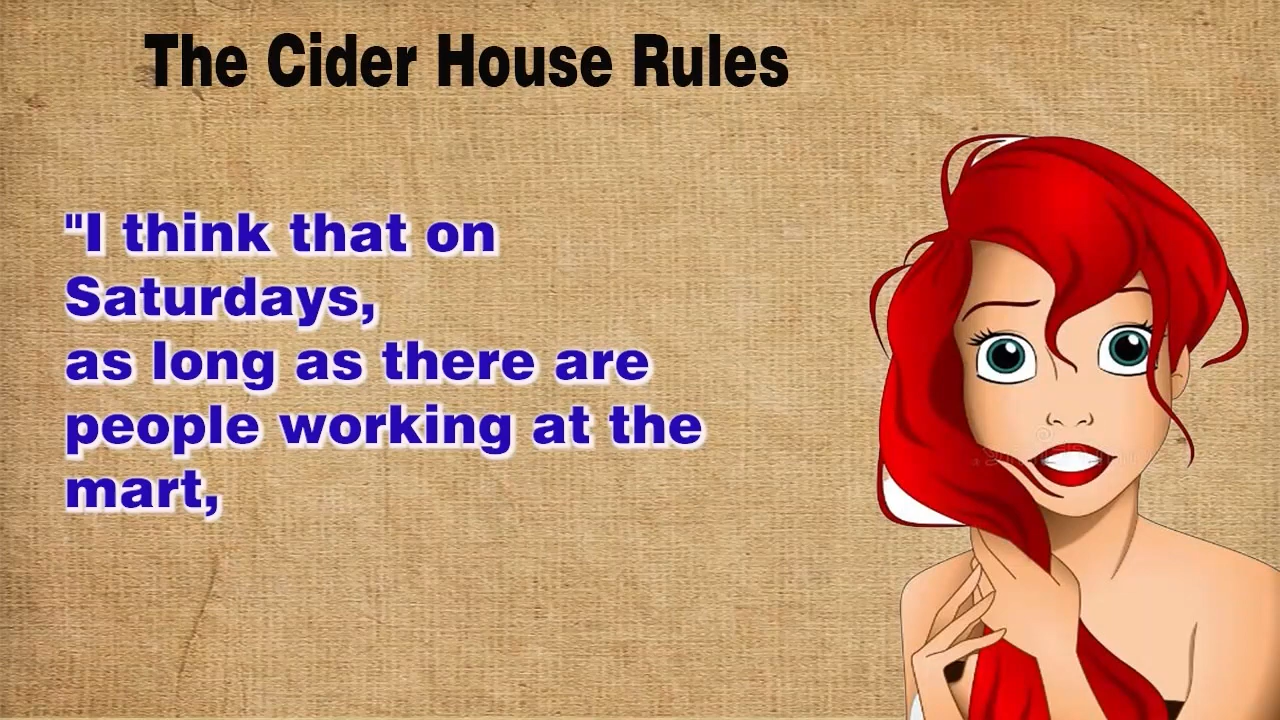 The Cider House Rules
"I think that on
Saturdays,
as long as there are
people working at the
mart,